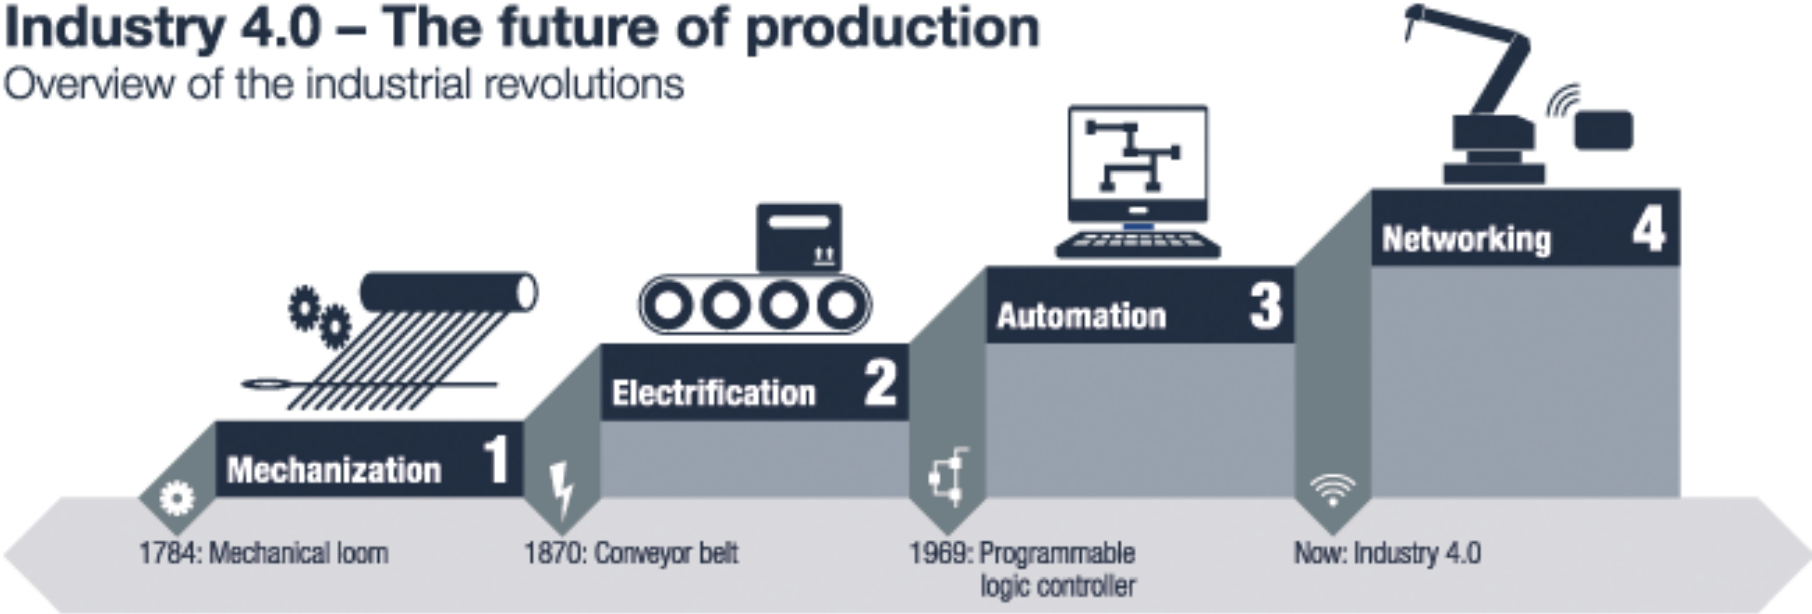 Industry 4.0 – The future of production
Overview of the industrial revolutions
Mechanization 1
Electrification 2
Automation 3
Networking 4
1784: Mechanical loom
1870: Conveyor belt
1969: Programmable
logic controller
Now: Industry 4.0